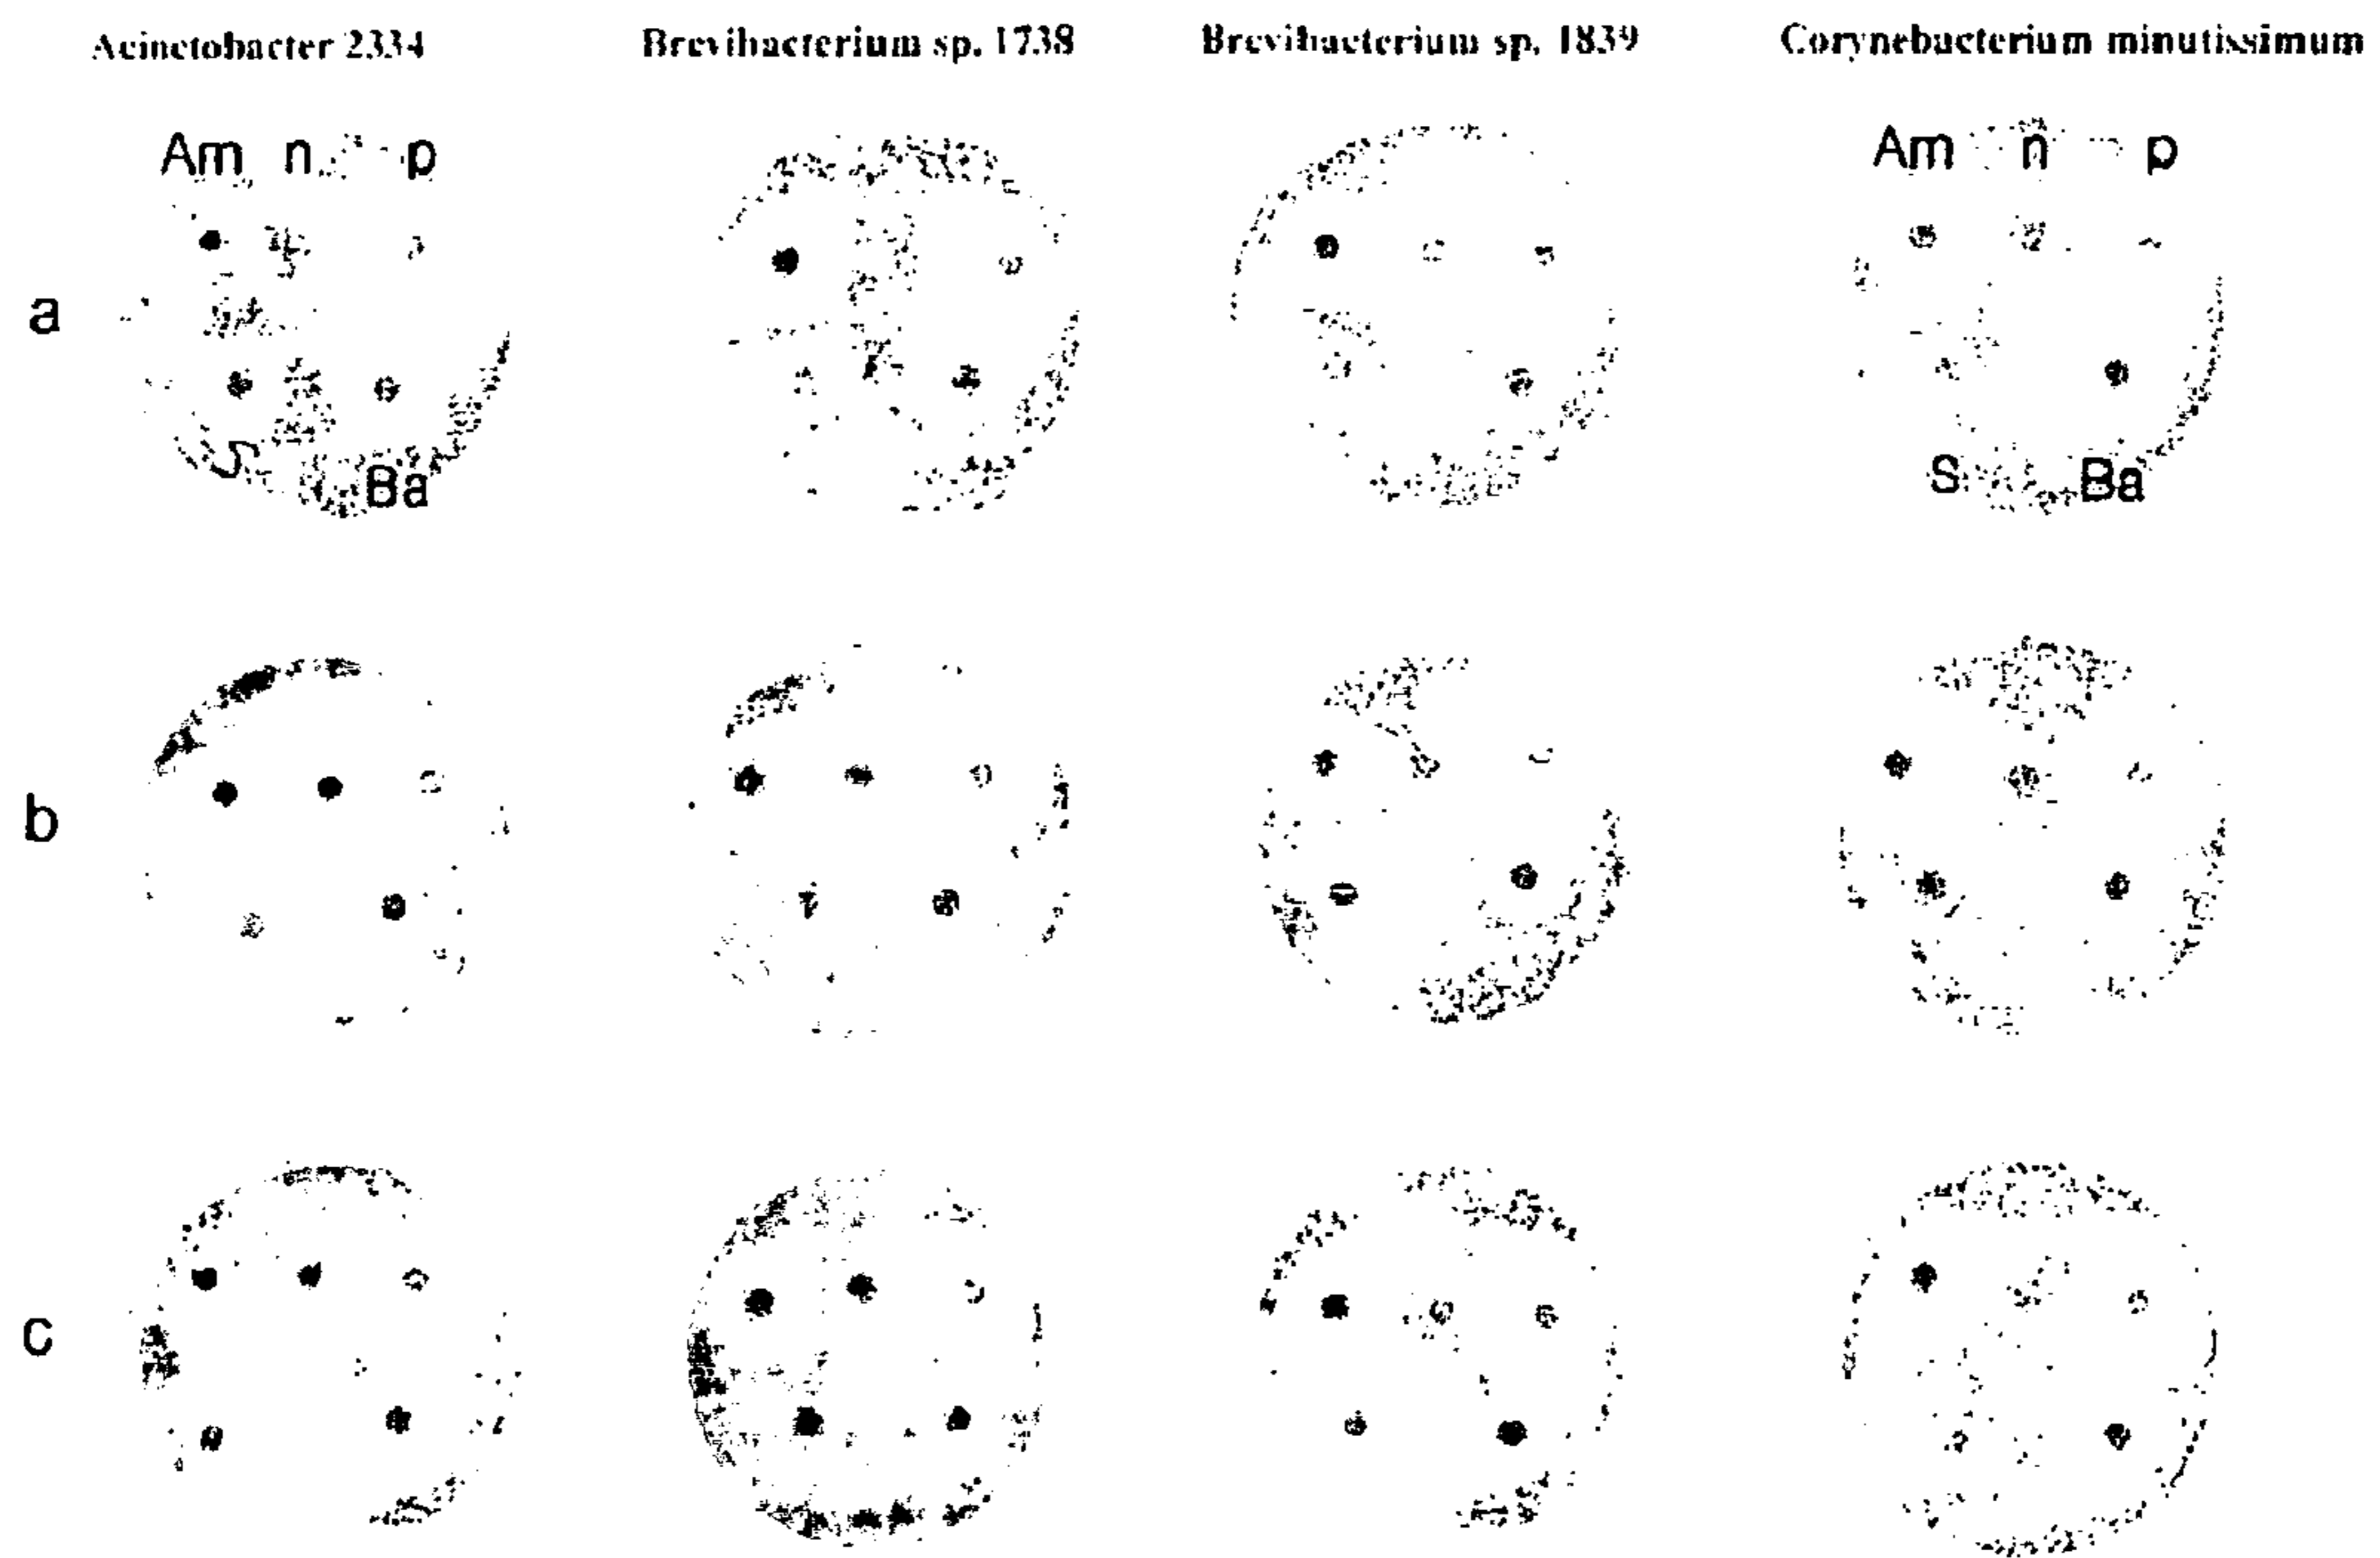 Acinetobacter 2334 Brevibacterium sp. 1738 Brevibacterium sp. 1839 Corynebacterium minutissimum
Am n p Am n p
a
S Ba S Ba
b
c